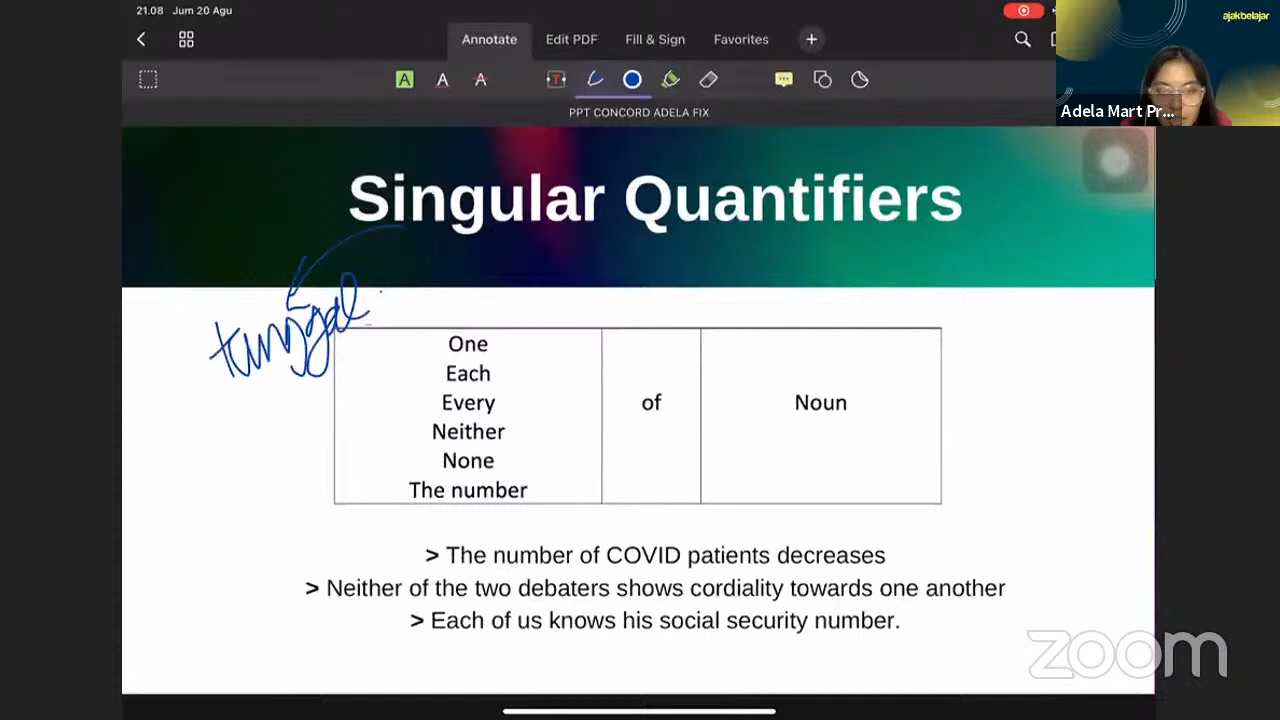 21.08 Jum 20 Agu
ajakbelajar
Annotate Edit PDF Fill & Sign Favorites
A A A T
Adela Mart Pr...
PPT CONCORD ADELA FIX
Singular Quantifiers
tunggal
One
Each
Every
Neither
None
The number
of
Noun
> The number of COVID patients decreases
> Neither of the two debaters shows cordiality towards one another
> Each of us knows his social security number.
zoom